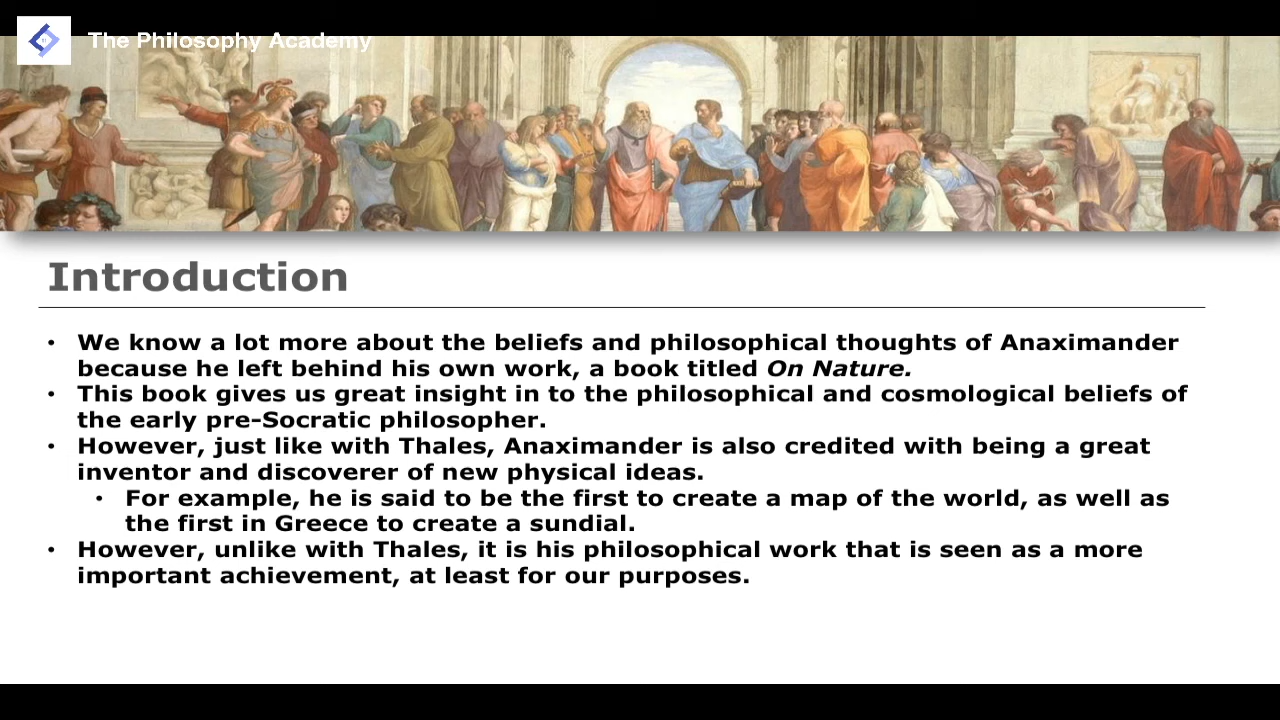 The Philosophy Academy
Introduction
• We know a lot more about the beliefs and philosophical thoughts of Anaximander
because he left behind his own work, a book titled On Nature.
• This book gives us great insight in to the philosophical and cosmological beliefs of
the early pre-Socratic philosopher.
• However, just like with Thales, Anaximander is also credited with being a great
inventor and discoverer of new physical ideas.
• For example, he is said to be the first to create a map of the world, as well as
the first in Greece to create a sundial.
• However, unlike with Thales, it is his philosophical work that is seen as a more
important achievement, at least for our purposes.